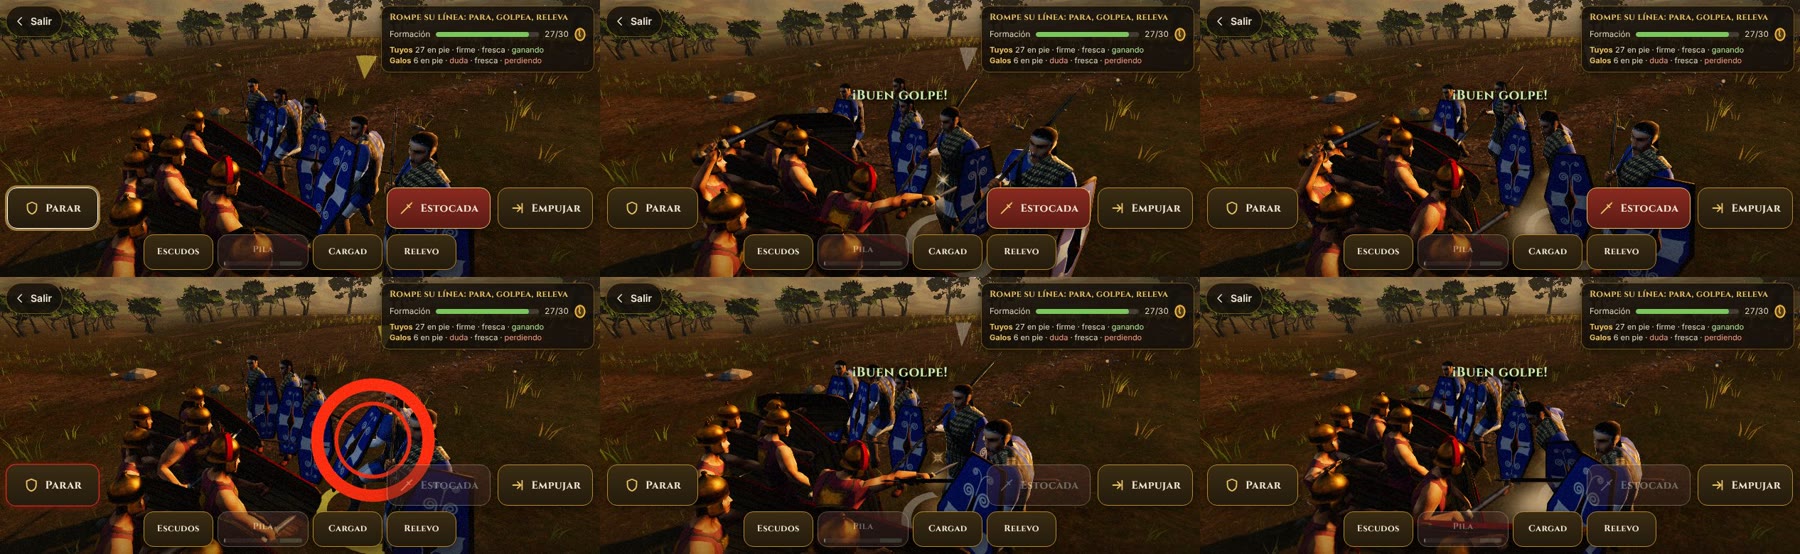 Salir
ROMPE SU LÍNEA: PARA, GOLPEA, RELEVA
Formación 27/30
Tuyos 27 en pie · firme · fresca · ganando
Galos 6 en pie · duda · fresca · perdiendo
PARAR
ESTOCADA
EMPUJAR
ESCUDOS
PILA
CARGAD
RELEVO
Salir
ROMPE SU LÍNEA: PARA, GOLPEA, RELEVA
Formación 27/30
Tuyos 27 en pie · firme · fresca · ganando
Galos 6 en pie · duda · fresca · perdiendo
¡BUEN GOLPE!
PARAR
ESTOCADA
EMPUJAR
ESCUDOS
PILA
CARGAD
RELEVO
Salir
ROMPE SU LÍNEA: PARA, GOLPEA, RELEVA
Formación 27/30
Tuyos 27 en pie · firme · fresca · ganando
Galos 6 en pie · duda · fresca · perdiendo
¡BUEN GOLPE!
PARAR
ESTOCADA
EMPUJAR
ESCUDOS
PILA
CARGAD
RELEVO
Salir
ROMPE SU LÍNEA: PARA, GOLPEA, RELEVA
Formación 27/30
Tuyos 27 en pie · firme · fresca · ganando
Galos 6 en pie · duda · fresca · perdiendo
PARAR
ESTOCADA
EMPUJAR
ESCUDOS
PILA
CARGAD
RELEVO
Salir
ROMPE SU LÍNEA: PARA, GOLPEA, RELEVA
Formación 27/30
Tuyos 27 en pie · firme · fresca · ganando
Galos 6 en pie · duda · fresca · perdiendo
¡BUEN GOLPE!
PARAR
ESTOCADA
EMPUJAR
ESCUDOS
PILA
CARGAD
RELEVO
Salir
ROMPE SU LÍNEA: PARA, GOLPEA, RELEVA
Formación 27/30
Tuyos 27 en pie · firme · fresca · ganando
Galos 6 en pie · duda · fresca · perdiendo
¡BUEN GOLPE!
PARAR
ESTOCADA
EMPUJAR
ESCUDOS
PILA
CARGAD
RELEVO